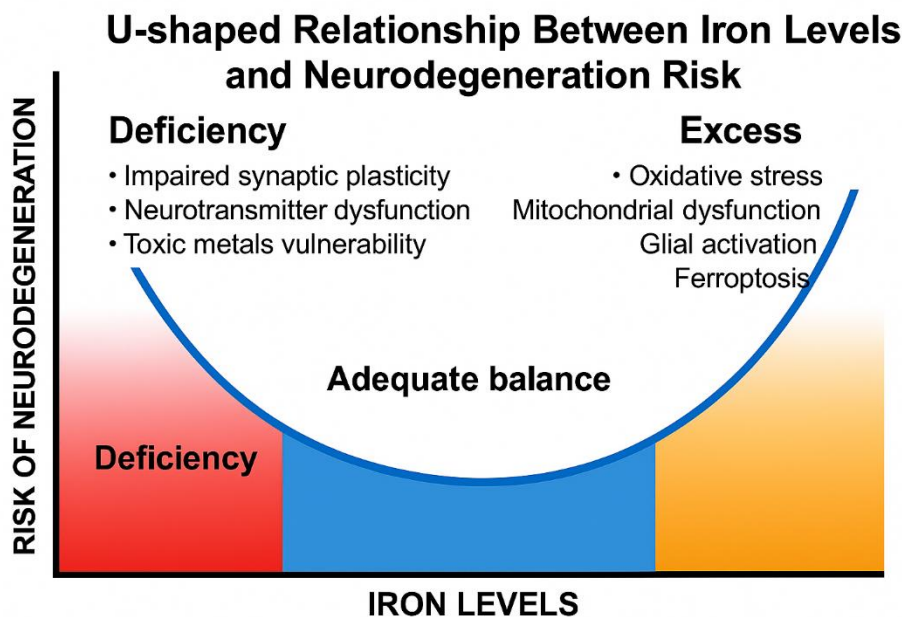 U-shaped Relationship Between Iron Levels
and Neurodegeneration Risk
RISK OF NEURODEGENERATION
Deficiency
• Impaired synaptic plasticity
• Neurotransmitter dysfunction
• Toxic metals vulnerability
Excess
• Oxidative stress
Mitochondrial dysfunction
Glial activation
Ferroptosis
Adequate balance
Deficiency
IRON LEVELS